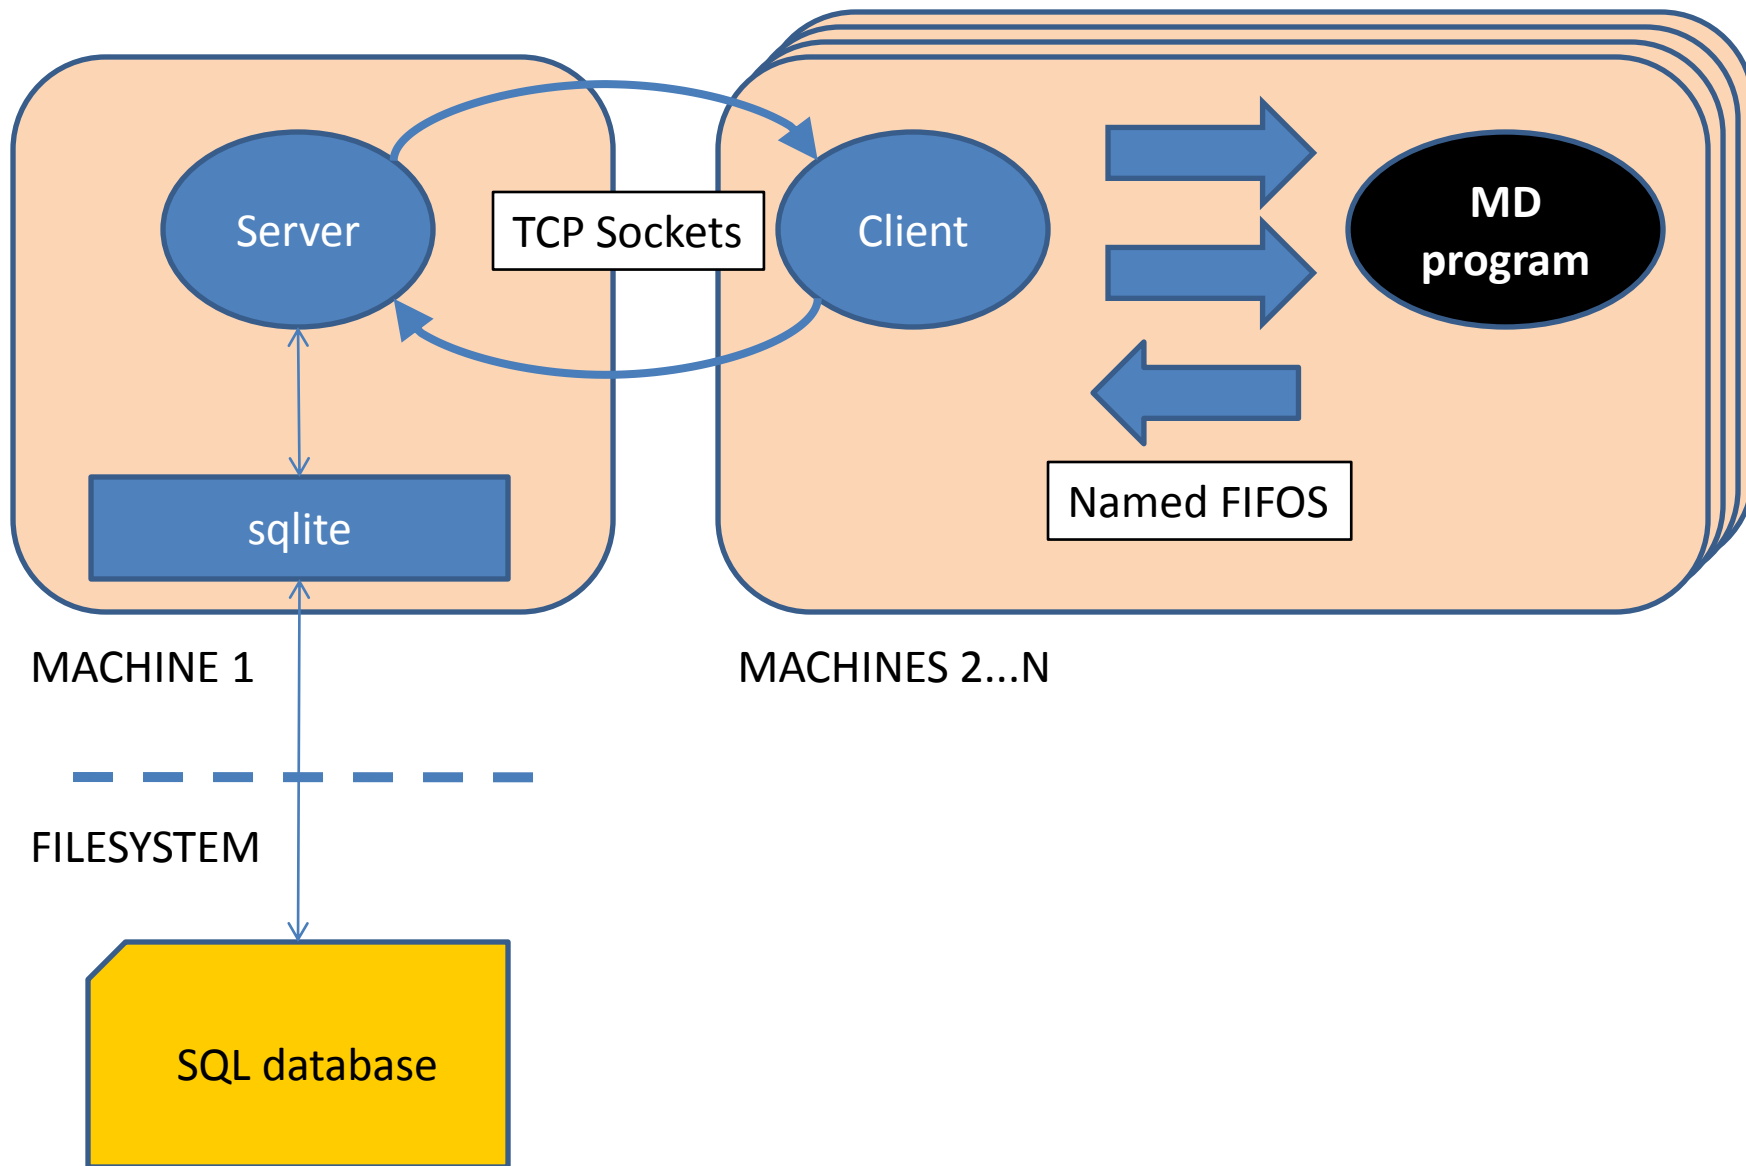 Server
TCP Sockets
Client
MD
program
sqlite
Named FIFOS
MACHINE 1
MACHINES 2...N
FILESYSTEM
SQL database